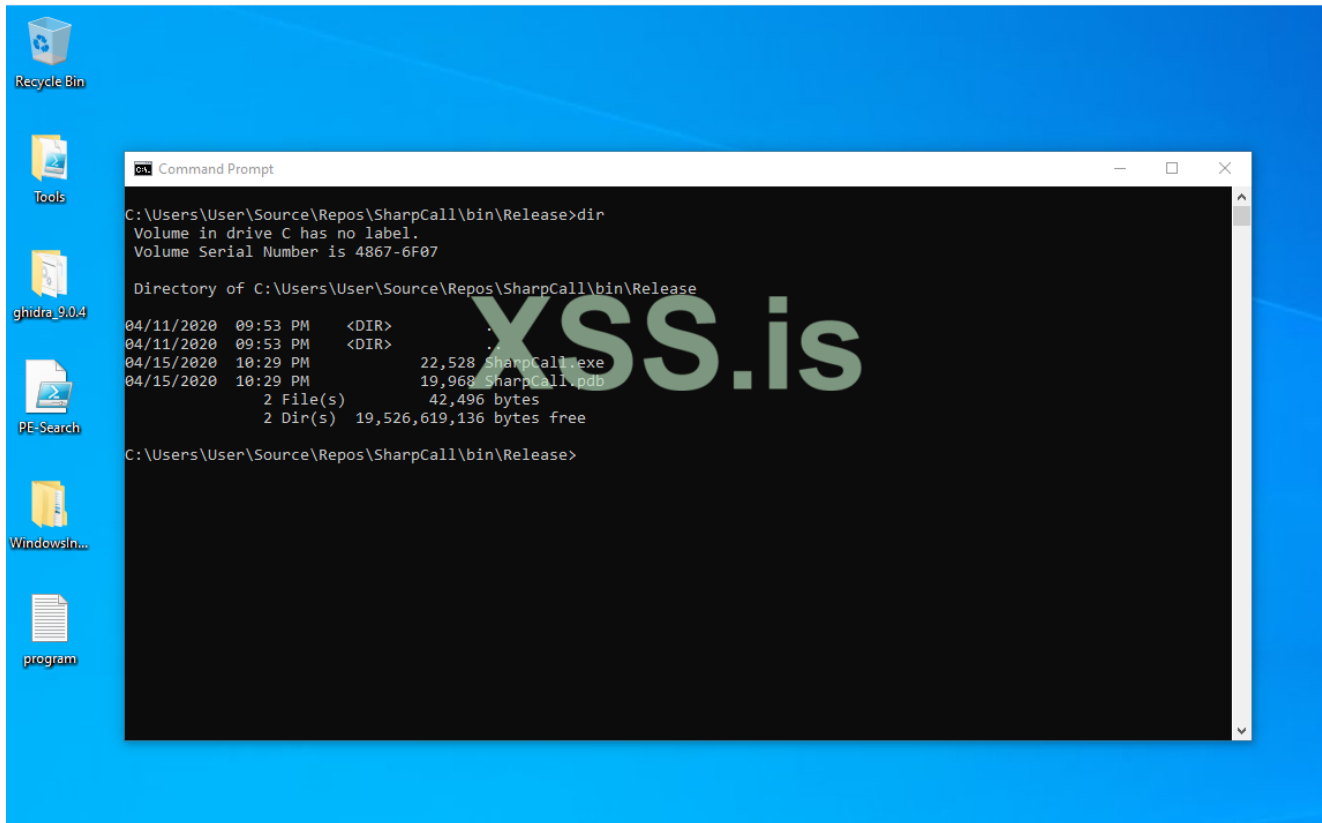 Recycle Bin
Tools
ghidra_9.0.4
PE-Search
WindowsIn...
program
Command Prompt
C:\Users\User\Source\Repos\SharpCall\bin\Release>dir
Volume in drive C has no label.
Volume Serial Number is 4867-6F07
Directory of C:\Users\User\Source\Repos\SharpCall\bin\Release
04/11/2020  09:53 PM    <DIR>          .
04/11/2020  09:53 PM    <DIR>          ..
04/15/2020  10:29 PM            22,528 SharpCall.exe
04/15/2020  10:29 PM            19,968 SharpCall.pdb
2 File(s)         42,496 bytes
2 Dir(s)  19,526,619,136 bytes free
C:\Users\User\Source\Repos\SharpCall\bin\Release>
XSS.is